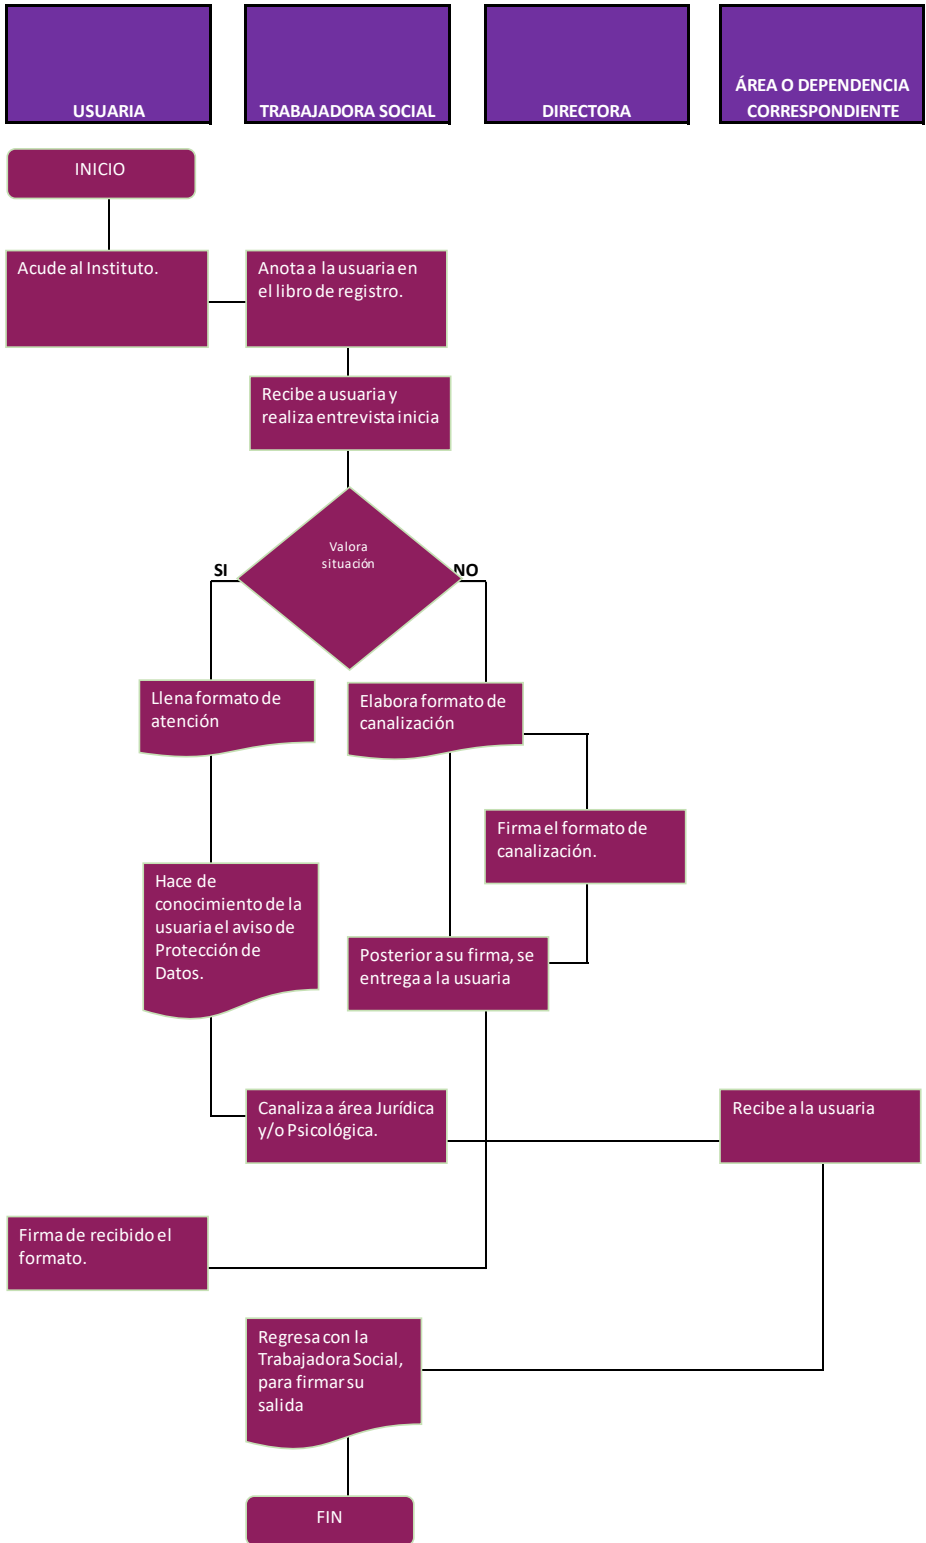 USUARIA
TRABAJADORA SOCIAL
DIRECTORA
ÁREA O DEPENDENCIA
CORRESPONDIENTE
INICIO
Acude al Instituto.
Anota a la usuaria en
el libro de registro.
Recibe a usuaria y
realiza entrevista inicia
Valora
situación
SI
NO
Llena formato de
atención
Elabora formato de
canalización
Firma el formato de
canalización.
Hace de
conocimiento de la
usuaria el aviso de
Protección de
Datos.
Posterior a su firma, se
entrega a la usuaria
Canaliza a área Jurídica
y/o Psicológica.
Recibe a la usuaria
Firma de recibido el
formato.
Regresa con la
Trabajadora Social,
para firmar su
salida
FIN